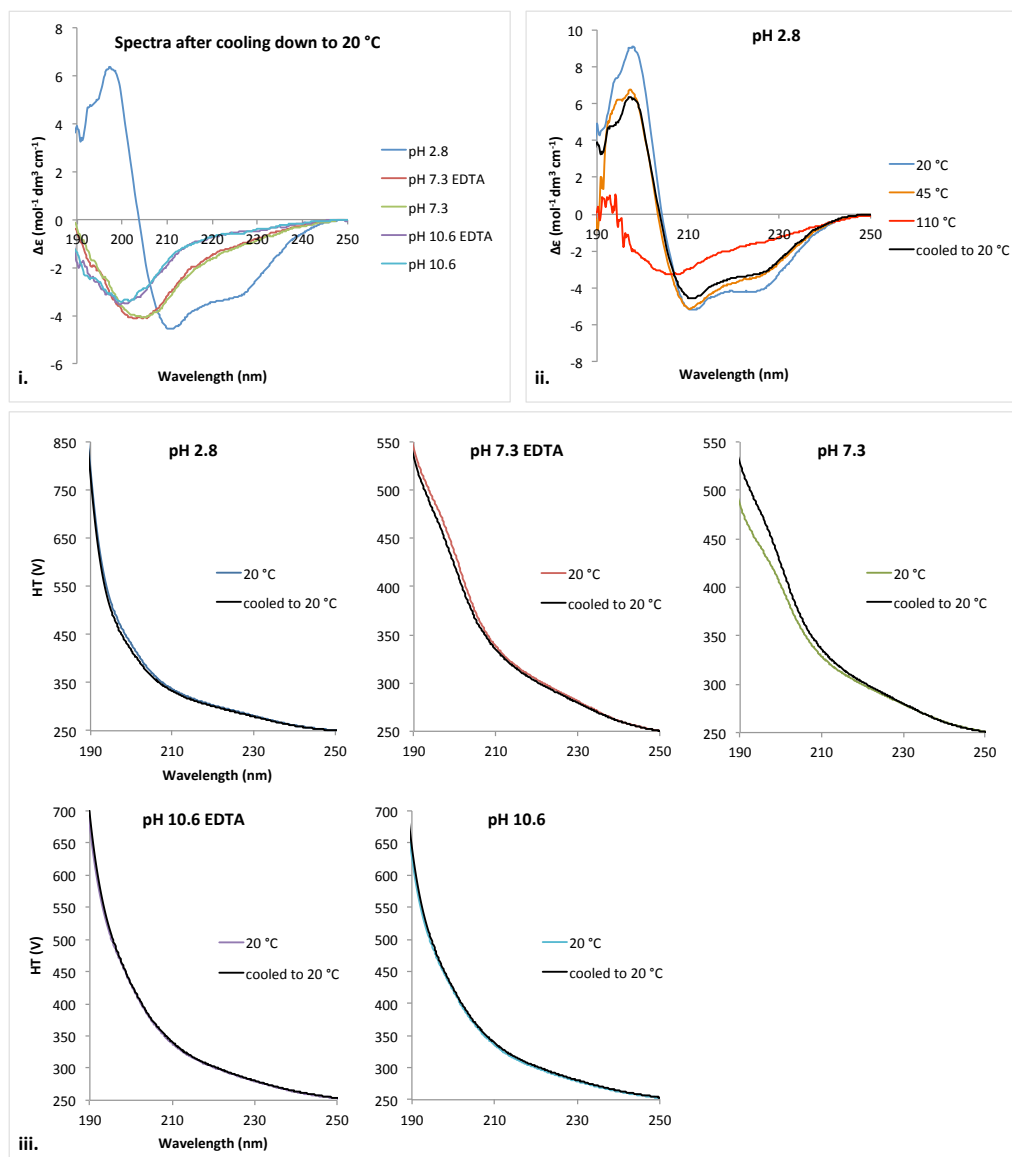 Spectra after cooling down to 20 °C
8
6
4
2
0
-2
-4
-6
190 200 210 220 230 240 250
Δε (mol⁻¹ dm³ cm⁻¹)
Wavelength (nm)
pH 2.8
pH 7.3 EDTA
pH 7.3
pH 10.6 EDTA
pH 10.6
i.
pH 2.8
10
8
6
4
2
0
-2
-4
-6
-8
190 210 230 250
Δε (mol⁻¹ dm³ cm⁻¹)
Wavelength (nm)
20 °C
45 °C
110 °C
cooled to 20 °C
ii.
pH 2.8
850
750
650
550
450
350
250
190 210 230 250
HT (V)
Wavelength (nm)
20 °C
cooled to 20 °C
pH 7.3 EDTA
550
500
450
400
350
300
250
190 210 230 250
20 °C
cooled to 20 °C
pH 7.3
550
500
450
400
350
300
250
190 210 230 250
20 °C
cooled to 20 °C
pH 10.6 EDTA
700
650
600
550
500
450
400
350
300
250
190 210 230 250
HT (V)
Wavelength (nm)
20 °C
cooled to 20 °C
pH 10.6
700
650
600
550
500
450
400
350
300
250
190 210 230 250
20 °C
cooled to 20 °C
iii.